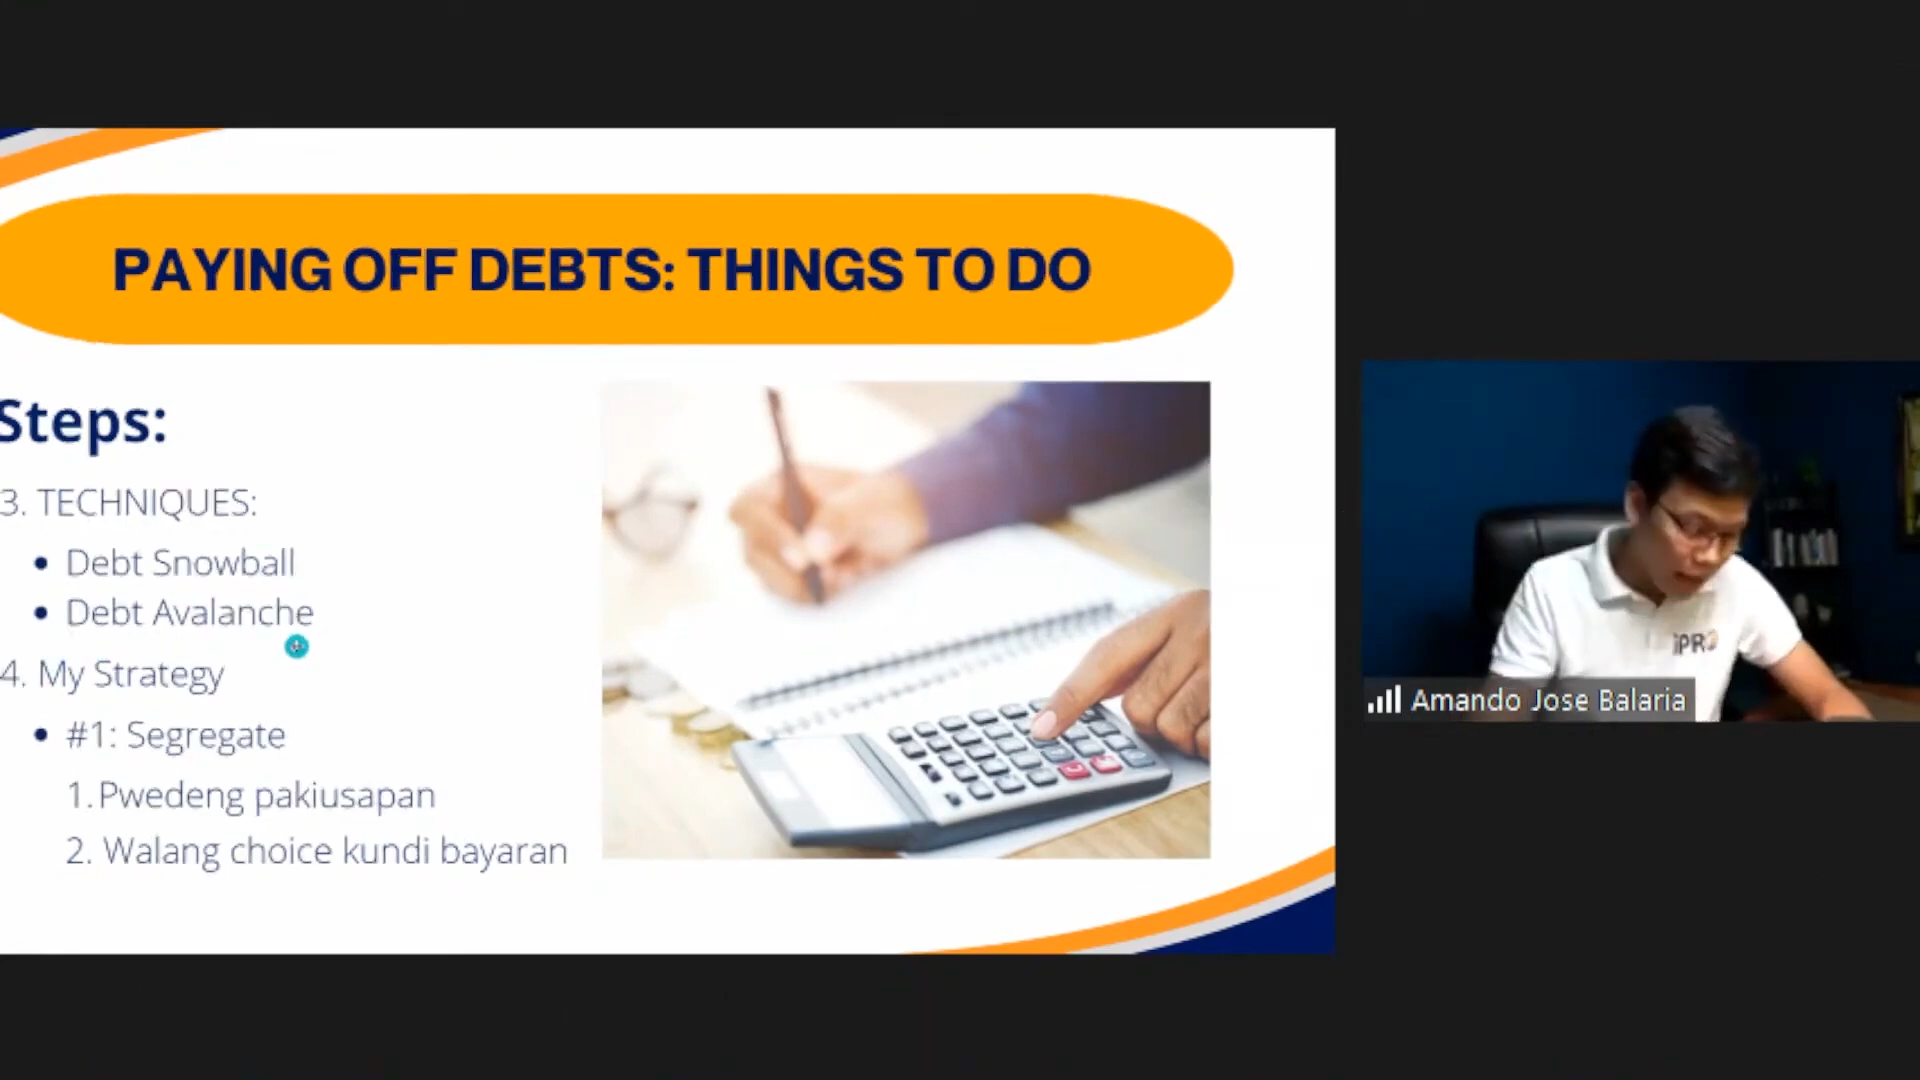 PAYING OFF DEBTS: THINGS TO DO
Steps:
3. TECHNIQUES:
• Debt Snowball
• Debt Avalanche
4. My Strategy
• #1: Segregate
1. Pwedeng pakiusapan
2. Walang choice kundi bayaran
iPRO
Amando Jose Balaria